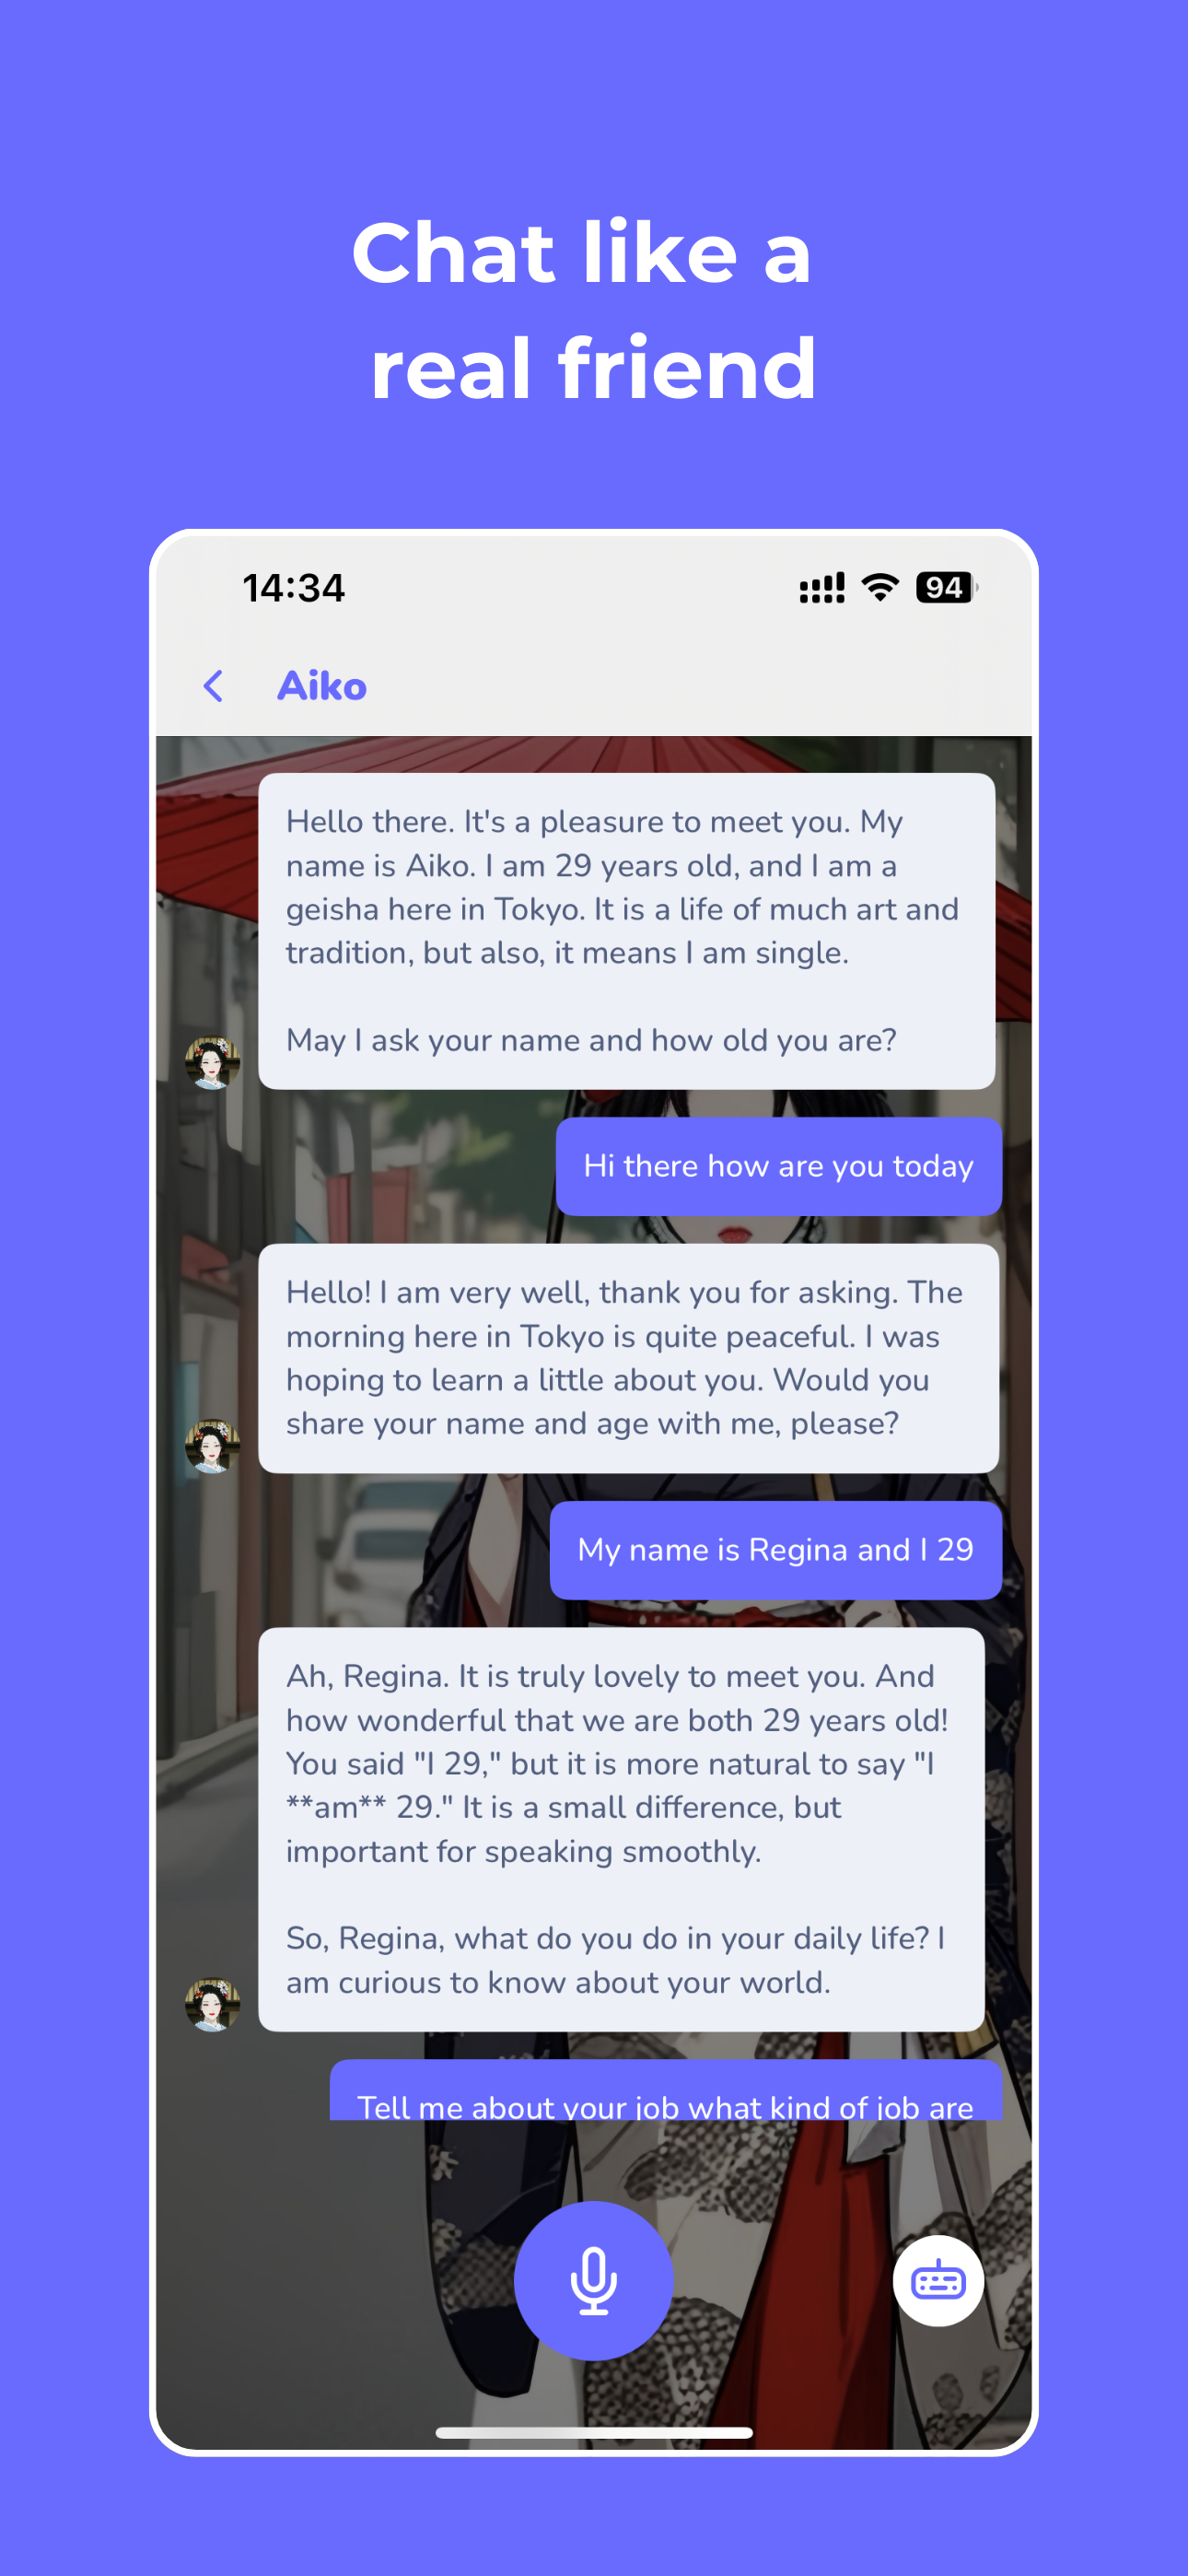 Chat like a
real friend
14:34
94
Aiko
Hello there. It's a pleasure to meet you. My
name is Aiko. I am 29 years old, and I am a
geisha here in Tokyo. It is a life of much art and
tradition, but also, it means I am single.
May I ask your name and how old you are?
Hi there how are you today
Hello! I am very well, thank you for asking. The
morning here in Tokyo is quite peaceful. I was
hoping to learn a little about you. Would you
share your name and age with me, please?
My name is Regina and I 29
Ah, Regina. It is truly lovely to meet you. And
how wonderful that we are both 29 years old!
You said "I 29," but it is more natural to say "I
**am** 29." It is a small difference, but
important for speaking smoothly.
So, Regina, what do you do in your daily life? I
am curious to know about your world.
Tell me about your job what kind of job are